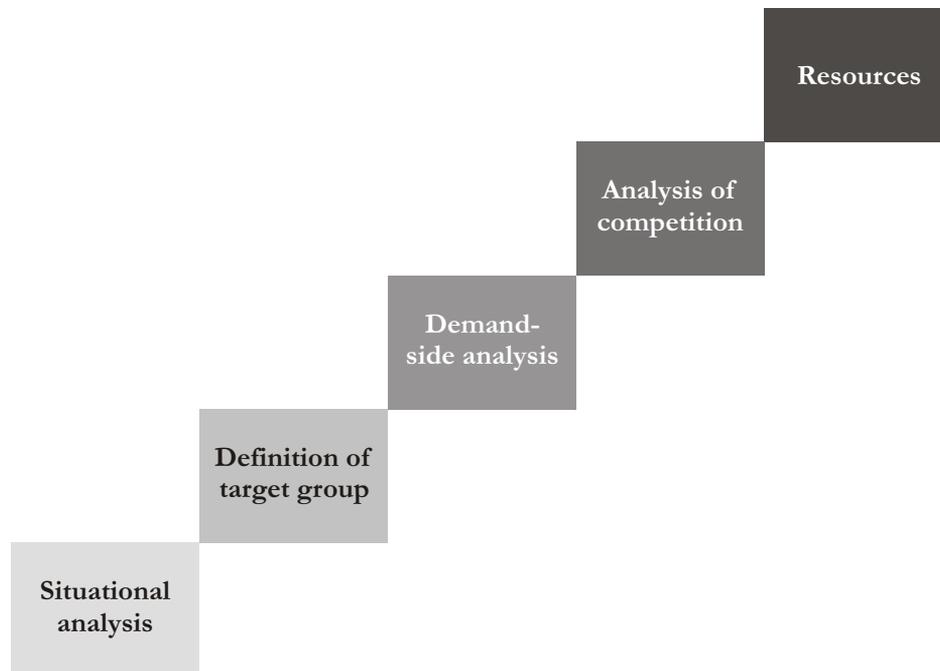 Resources
Analysis of
competition
Demand-
side analysis
Definition of
target group
Situational
analysis